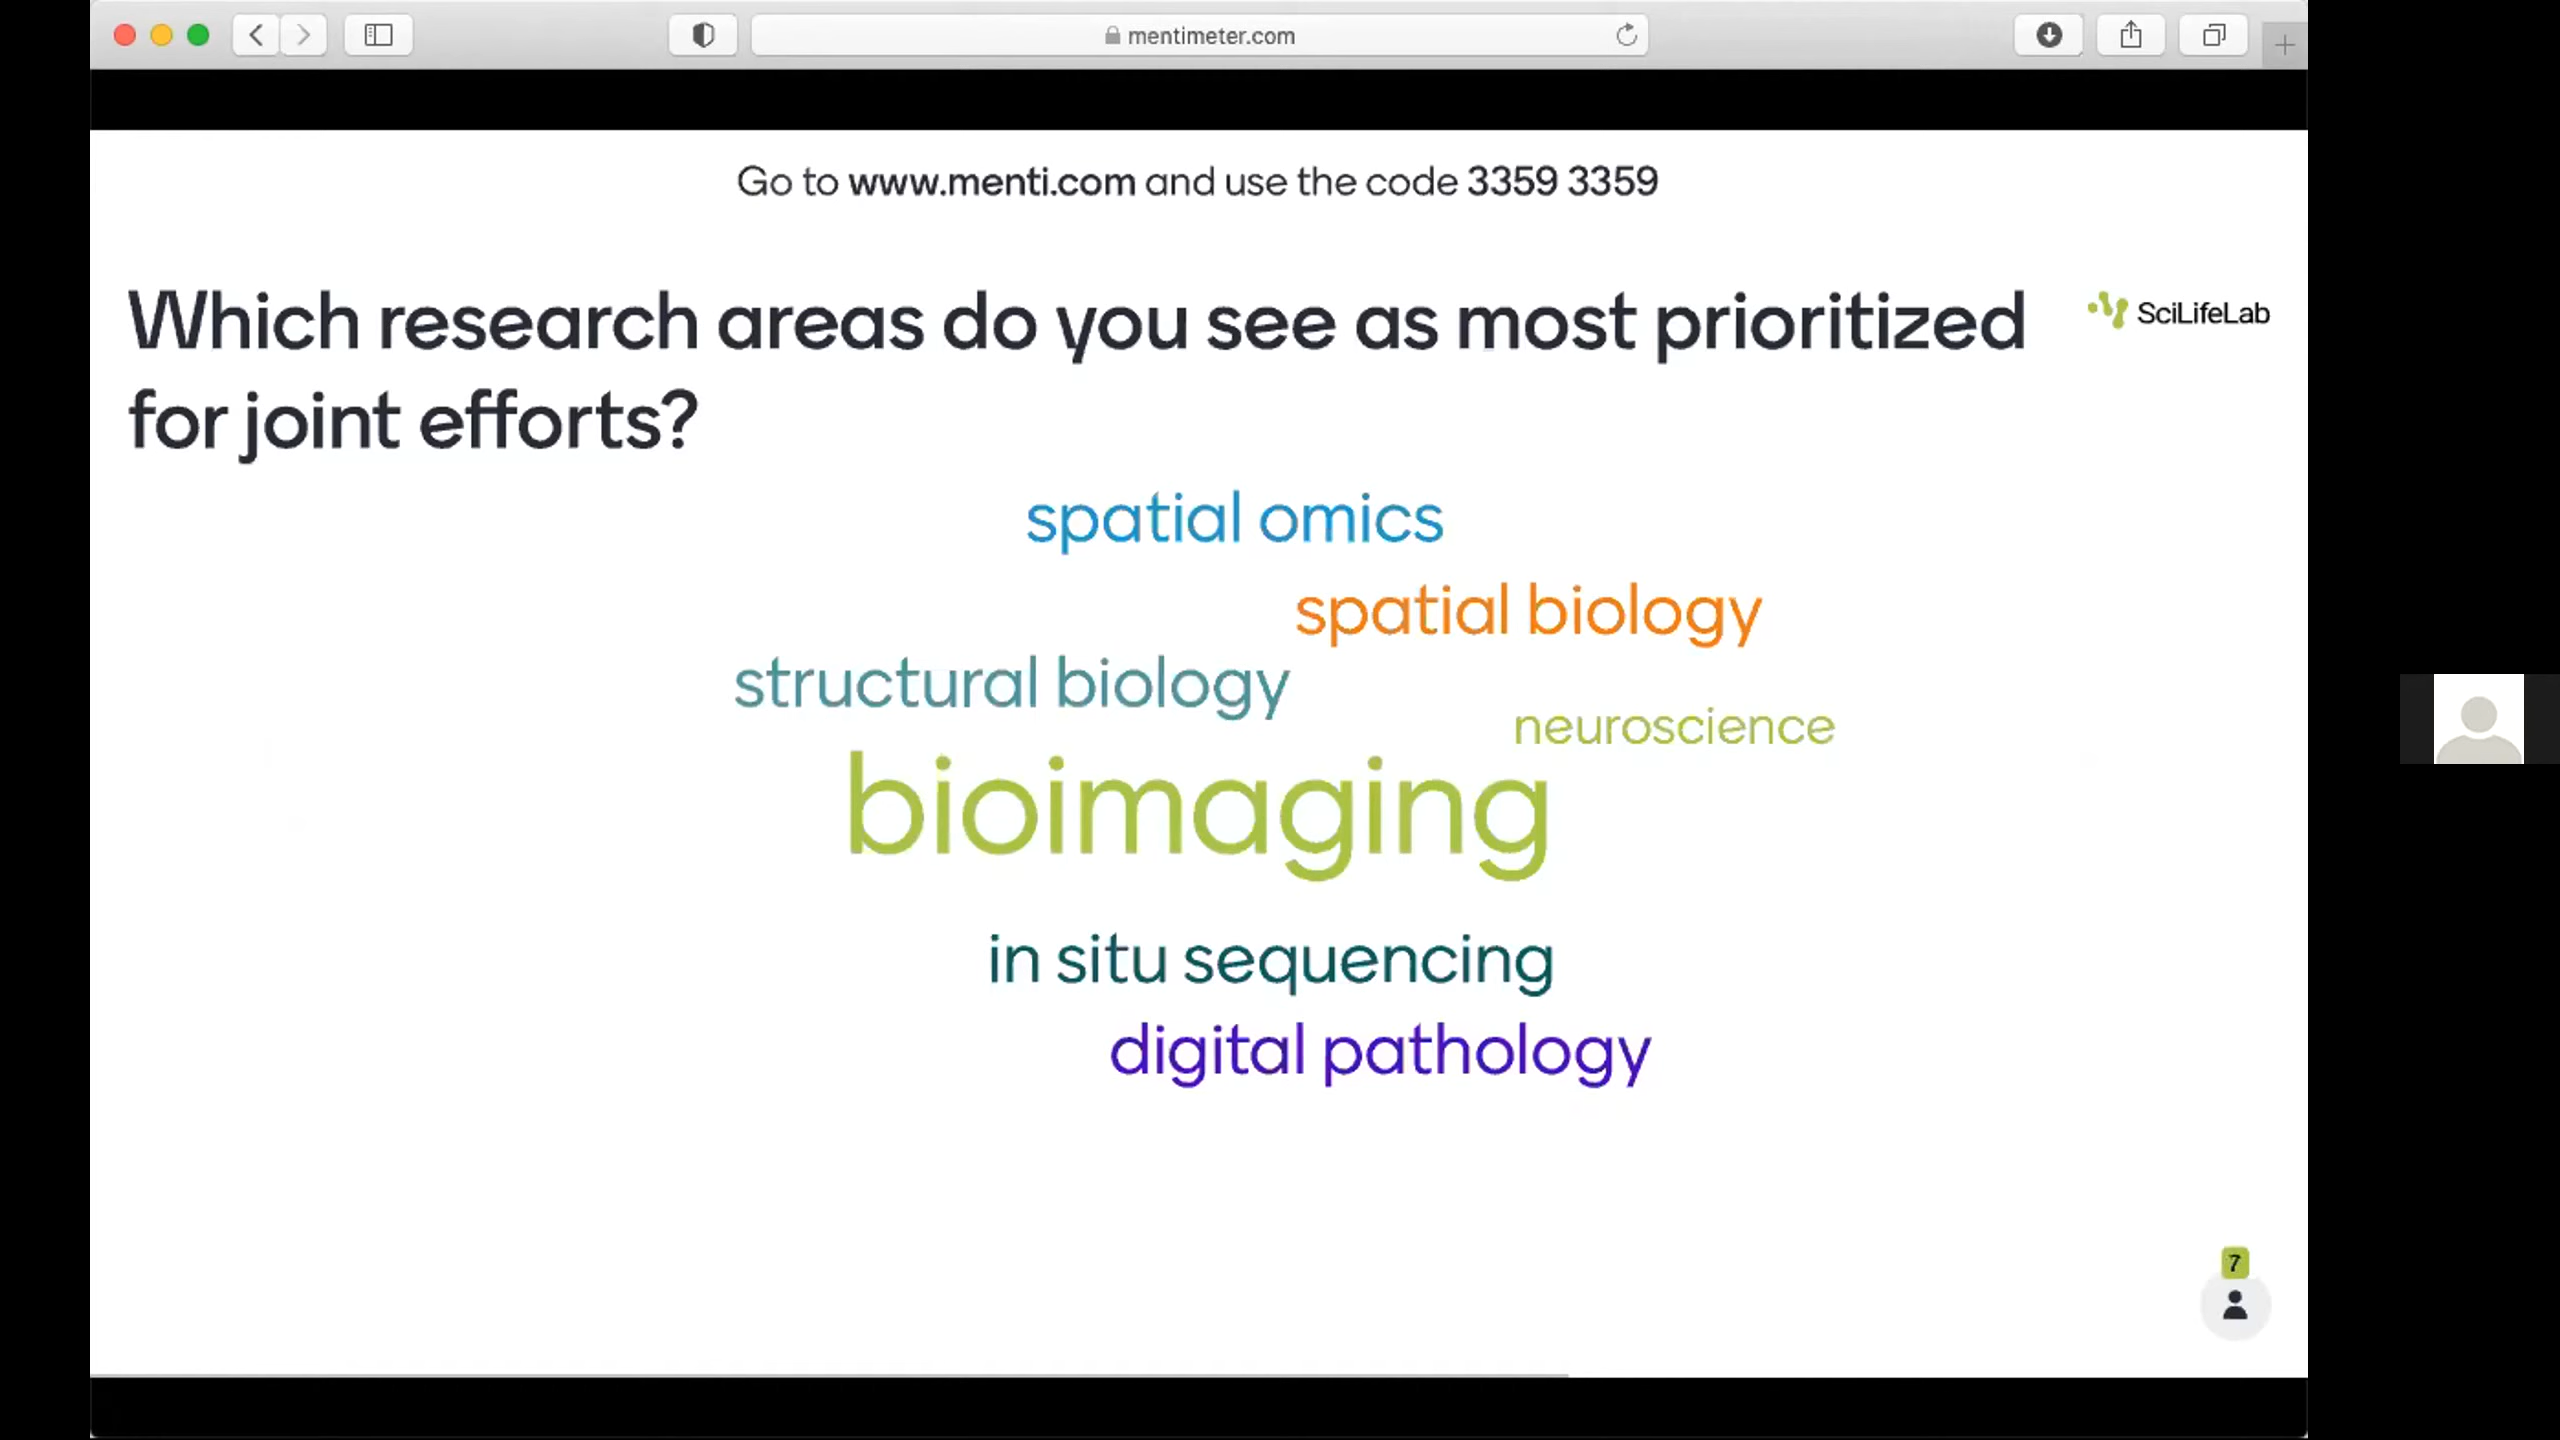 mentimeter.com
Go to www.menti.com and use the code 3359 3359
Which research areas do you see as most prioritized
for joint efforts?
SciLifeLab
spatial omics
spatial biology
structural biology
neuroscience
bioimaging
in situ sequencing
digital pathology
7